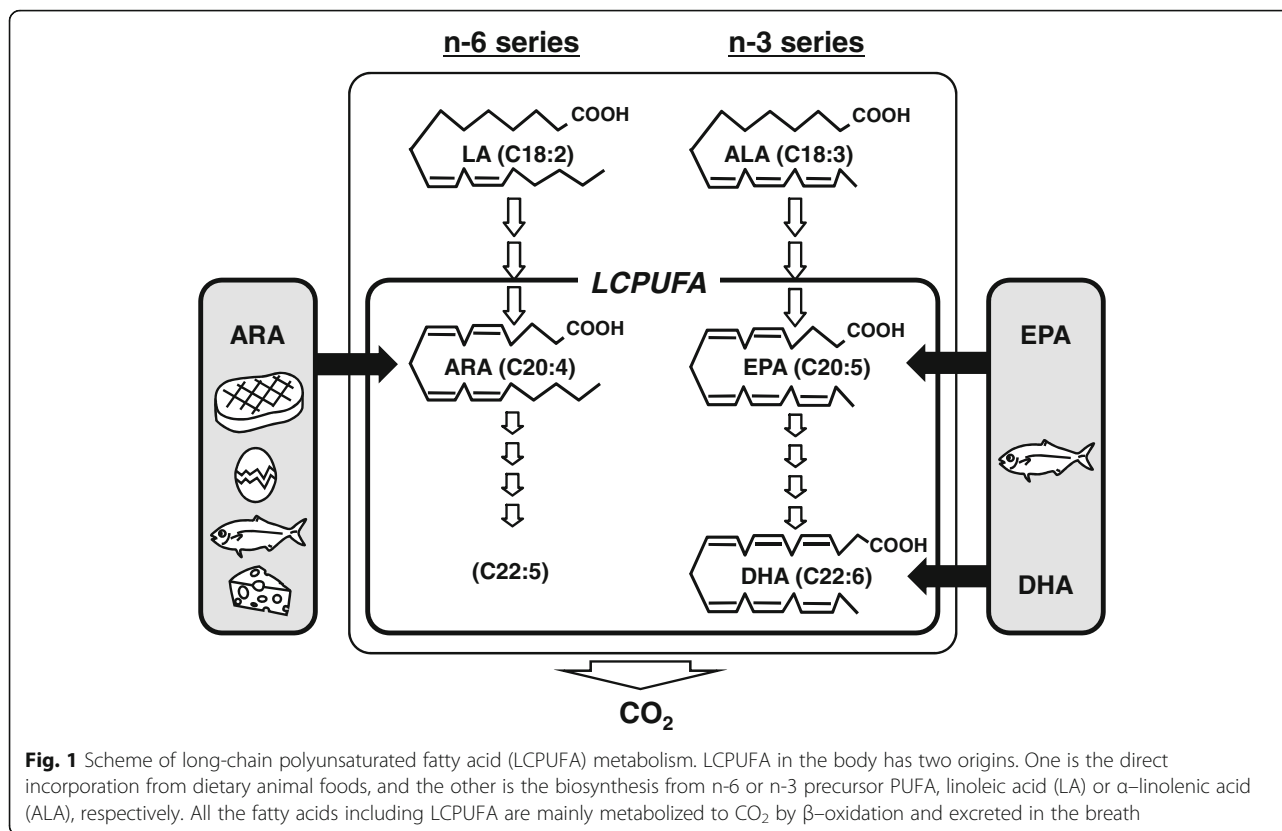 n-6 series
n-3 series
COOH
COOH
LA (C18:2)
ALA (C18:3)
LCPUFA
ARA
EPA
COOH
COOH
ARA (C20:4)
EPA (C20:5)
COOH
(C22:5)
DHA (C22:6)
DHA
CO₂
Fig. 1 Scheme of long-chain polyunsaturated fatty acid (LCPUFA) metabolism. LCPUFA in the body has two origins. One is the direct
incorporation from dietary animal foods, and the other is the biosynthesis from n-6 or n-3 precursor PUFA, linoleic acid (LA) or α–linolenic acid
(ALA), respectively. All the fatty acids including LCPUFA are mainly metabolized to CO₂ by β–oxidation and excreted in the breath